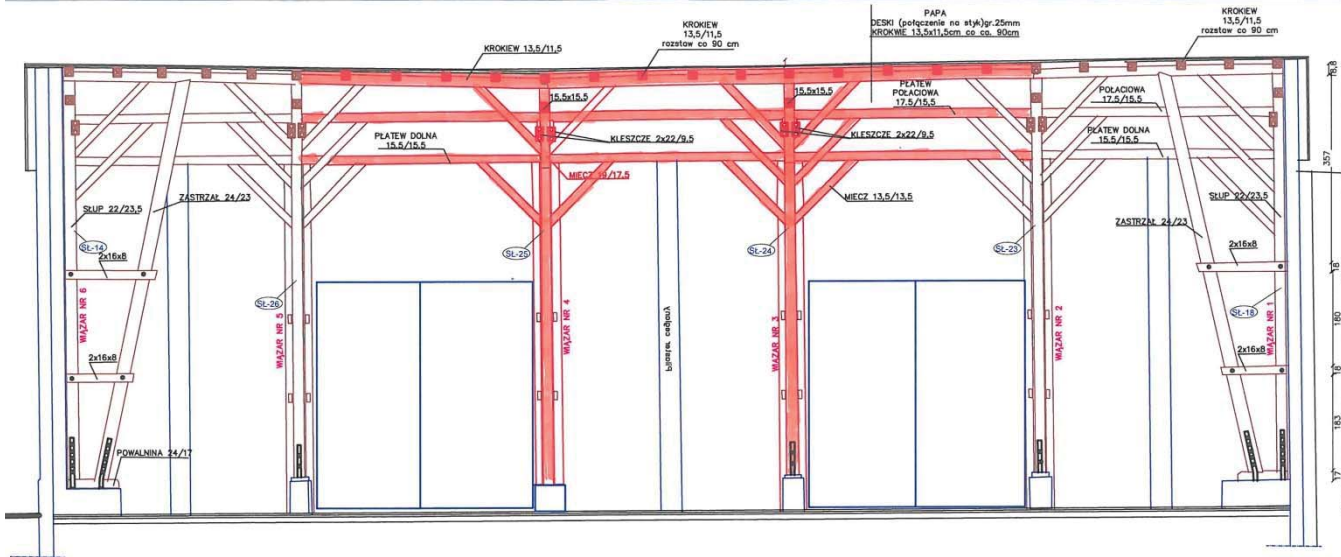 PAPA
DESKI (połączenie na styk)gr.25mm
KROKWIE 13,5x11,5cm co ca. 90cm
KROKIEW
13,5/11,5
rozstaw co 90 cm
KROKIEW
13,5/11,5
rozstaw co 90 cm
KROKIEW 13,5/11,5
15.5x15.5
15.5x15.5
PŁATEW
POŁACIOWA
17.5/15,5
POŁACIOWA
17.5/15.5
KLESZCZE 2x22/9.5
KLESZCZE 2x22/9.5
PŁATEW DOLNA
15.5/15.5
PŁATEW DOLNA
15.5/15.5
MIECZ 19/17.5
MIECZ 13,5/13,5
SŁUP 22/23,5
ZASTRZAŁ 24/23
SŁUP 22/23,5
ZASTRZAŁ 24/23
SŁ-14
SŁ-26
SŁ-25
SŁ-24
SŁ-23
SŁ-18
2x16x8
2x16x8
2x16x8
2x16x8
WIĄZAR NR 6
WIĄZAR NR 5
WIĄZAR NR 4
WIĄZAR NR 3
WIĄZAR NR 2
WIĄZAR NR 1
POWALNINA 24/17
18,8
357
18
180
18
183
17